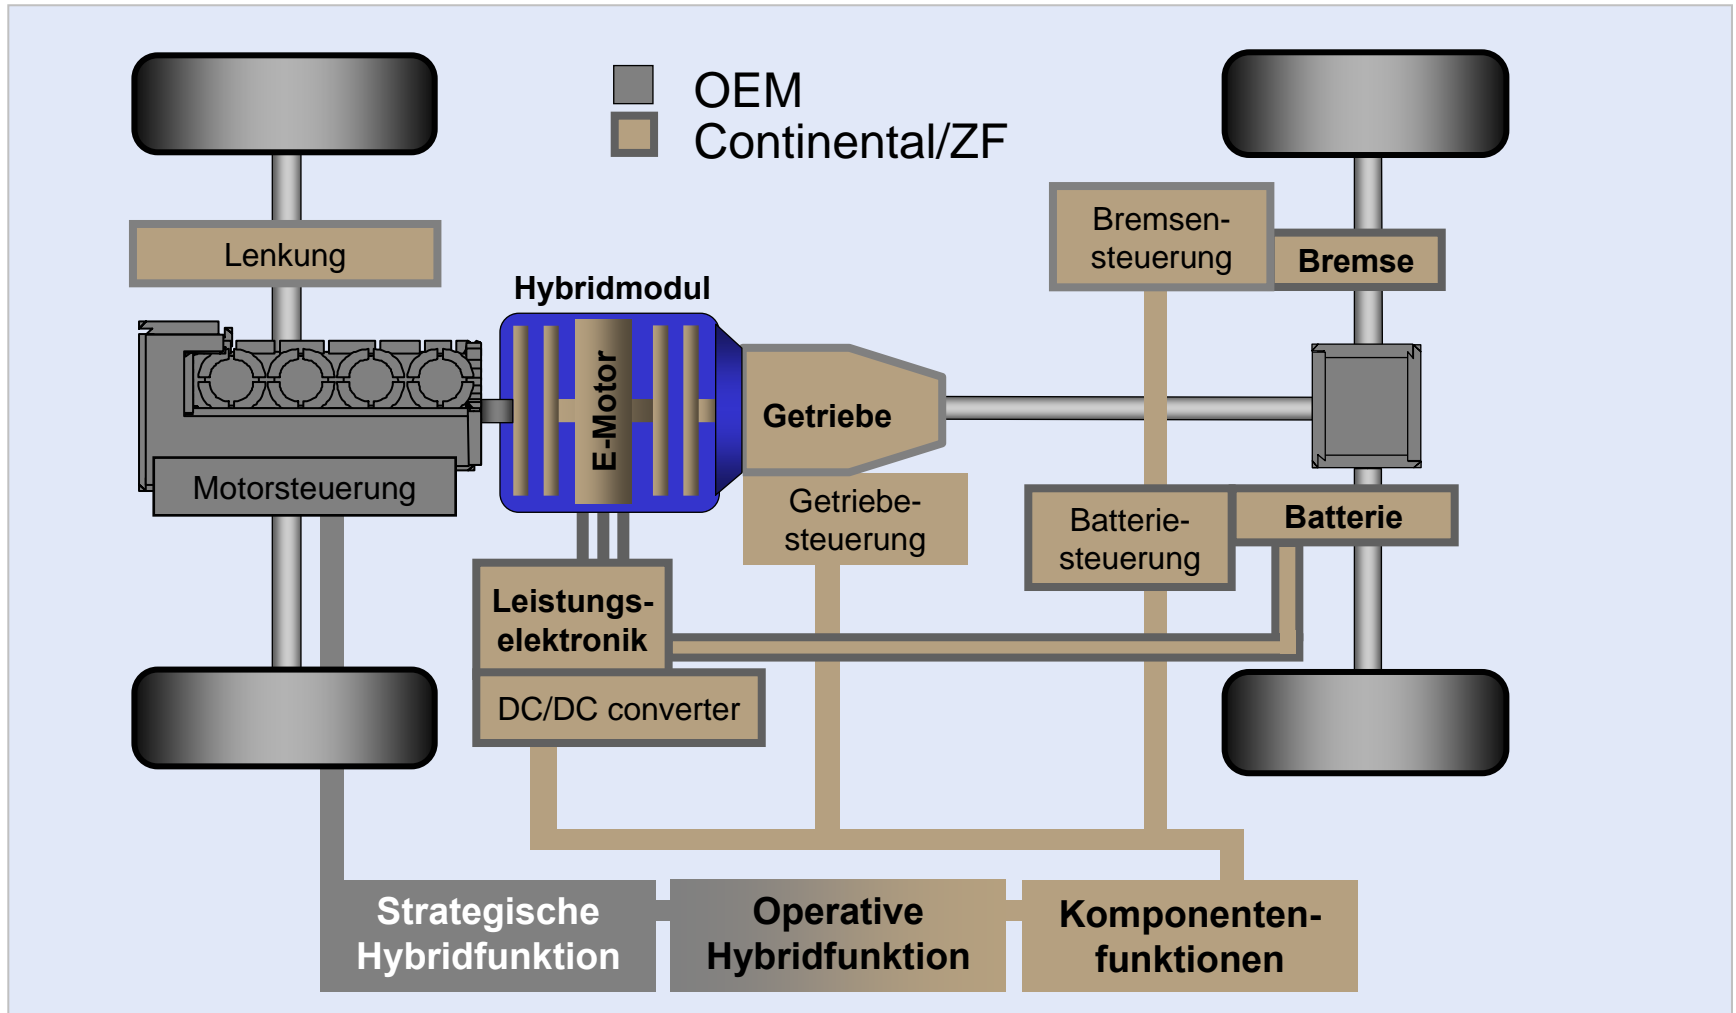 OEM
Continental/ZF
Lenkung
Bremsen-
steuerung
Bremse
Hybridmodul
E-Motor
Getriebe
Motorsteuerung
Getriebe-
steuerung
Batterie-
steuerung
Batterie
Leistungs-
elektronik
DC/DC converter
Strategische
Hybridfunktion
Operative
Hybridfunktion
Komponenten-
funktionen